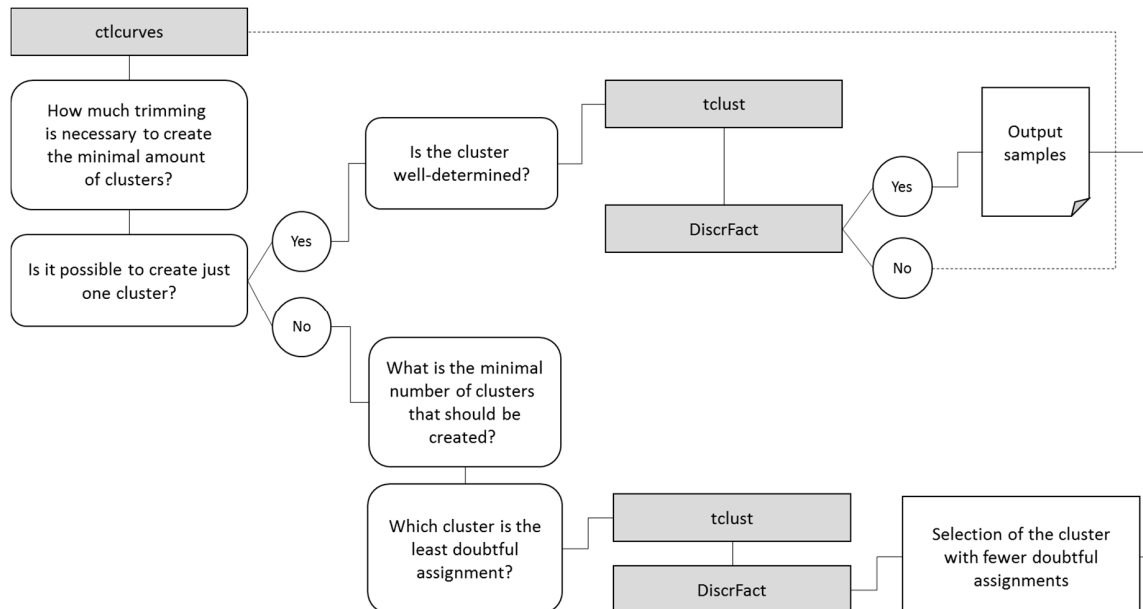 ctlcurves
How much trimming
is necessary to create
the minimal amount
of clusters?
Is it possible to create just
one cluster?
Yes
No
Is the cluster
well-determined?
tclust
DiscrFact
Yes
No
Output
samples
What is the minimal
number of clusters
that should be
created?
Which cluster is the
least doubtful
assignment?
tclust
DiscrFact
Selection of the cluster
with fewer doubtful
assignments